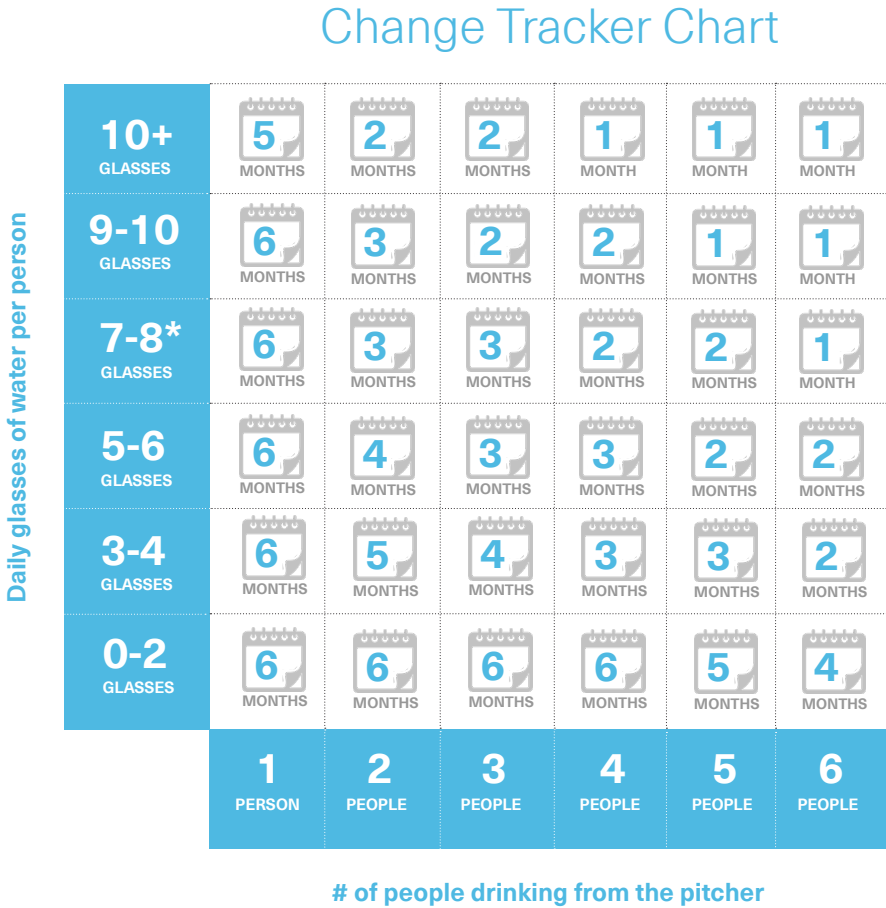 Change Tracker Chart
Daily glasses of water per person
10+
GLASSES
5 2 2 1 1 1
MONTHS MONTHS MONTHS MONTH MONTH MONTH
9-10
GLASSES
6 3 2 2 1 1
MONTHS MONTHS MONTHS MONTHS MONTHS MONTH
7-8*
GLASSES
6 3 3 2 2 1
MONTHS MONTHS MONTHS MONTHS MONTHS MONTH
5-6
GLASSES
6 4 3 3 2 2
MONTHS MONTHS MONTHS MONTHS MONTHS MONTHS
3-4
GLASSES
6 5 4 3 3 2
MONTHS MONTHS MONTHS MONTHS MONTHS MONTHS
0-2
GLASSES
6 6 6 6 5 4
MONTHS MONTHS MONTHS MONTHS MONTHS MONTHS
1 2 3 4 5 6
PERSON PEOPLE PEOPLE PEOPLE PEOPLE PEOPLE
# of people drinking from the pitcher